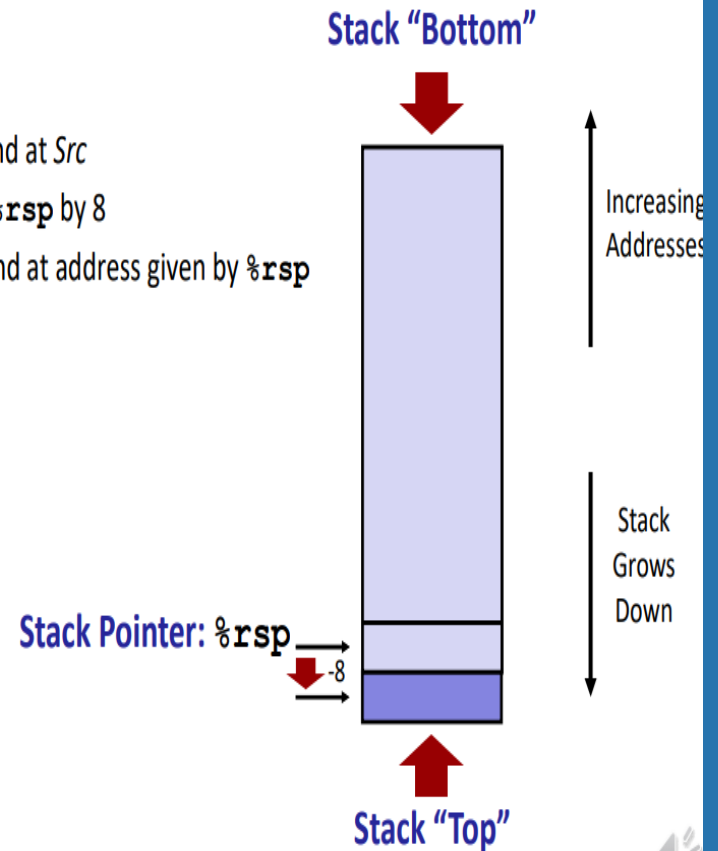 Stack “Bottom”
nd at Src
%rsp by 8
nd at address given by %rsp
Increasing
Addresses
Stack
Grows
Down
Stack Pointer: %rsp
-8
Stack “Top”